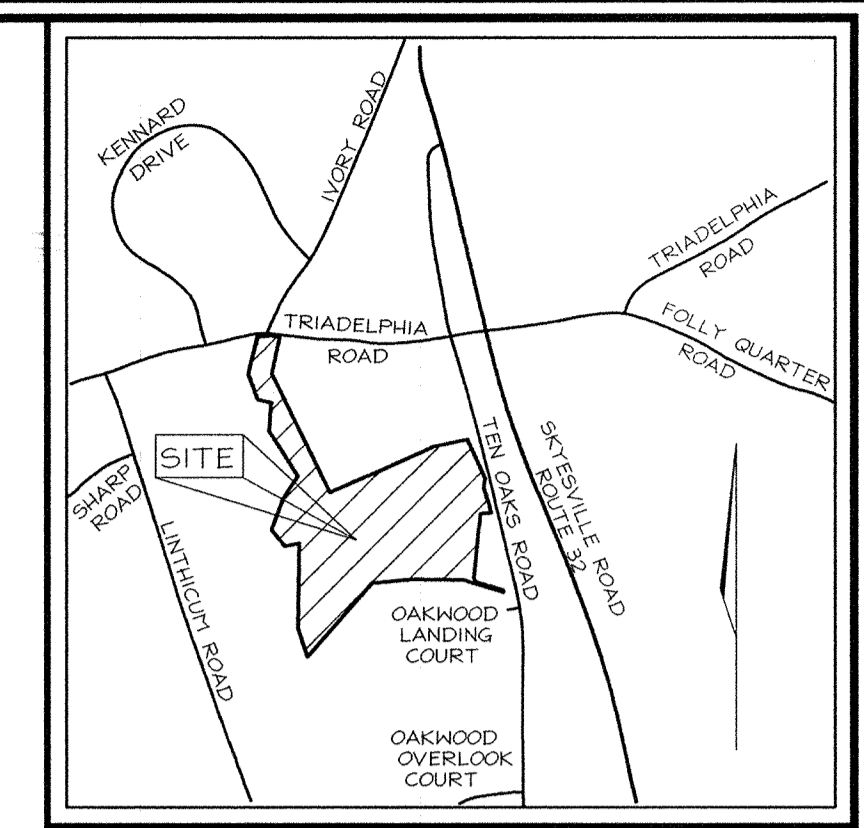 KENNARD
DRIVE
IVORY ROAD
TRIADELPHIA
ROAD
TRIADELPHIA
ROAD
FOLLY QUARTER
ROAD
SITE
SHARP
ROAD
LINTHICUM ROAD
TEN OAKS ROAD
SKYESVILLE ROAD
ROUTE 32
OAKWOOD
LANDING
COURT
OAKWOOD
OVERLOOK
COURT